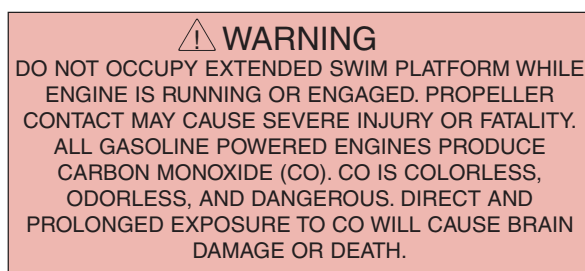 ⚠ WARNING
DO NOT OCCUPY EXTENDED SWIM PLATFORM WHILE
ENGINE IS RUNNING OR ENGAGED. PROPELLER
CONTACT MAY CAUSE SEVERE INJURY OR FATALITY.
ALL GASOLINE POWERED ENGINES PRODUCE
CARBON MONOXIDE (CO). CO IS COLORLESS,
ODORLESS, AND DANGEROUS. DIRECT AND
PROLONGED EXPOSURE TO CO WILL CAUSE BRAIN
DAMAGE OR DEATH.